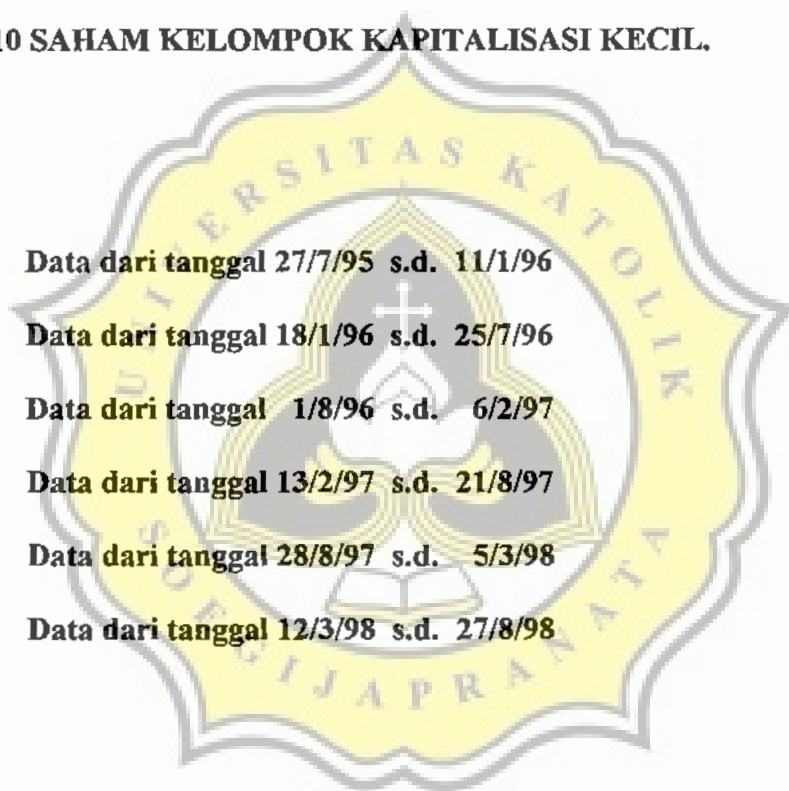 10 SAHAM KELOMPOK KAPITALISASI KECIL.
UNIVERSITAS KATOLIK
Data dari tanggal 27/7/95 s.d. 11/1/96
Data dari tanggal 18/1/96 s.d. 25/7/96
Data dari tanggal 1/8/96 s.d. 6/2/97
Data dari tanggal 13/2/97 s.d. 21/8/97
Data dari tanggal 28/8/97 s.d. 5/3/98
Data dari tanggal 12/3/98 s.d. 27/8/98
SOEGIJAPRANATA